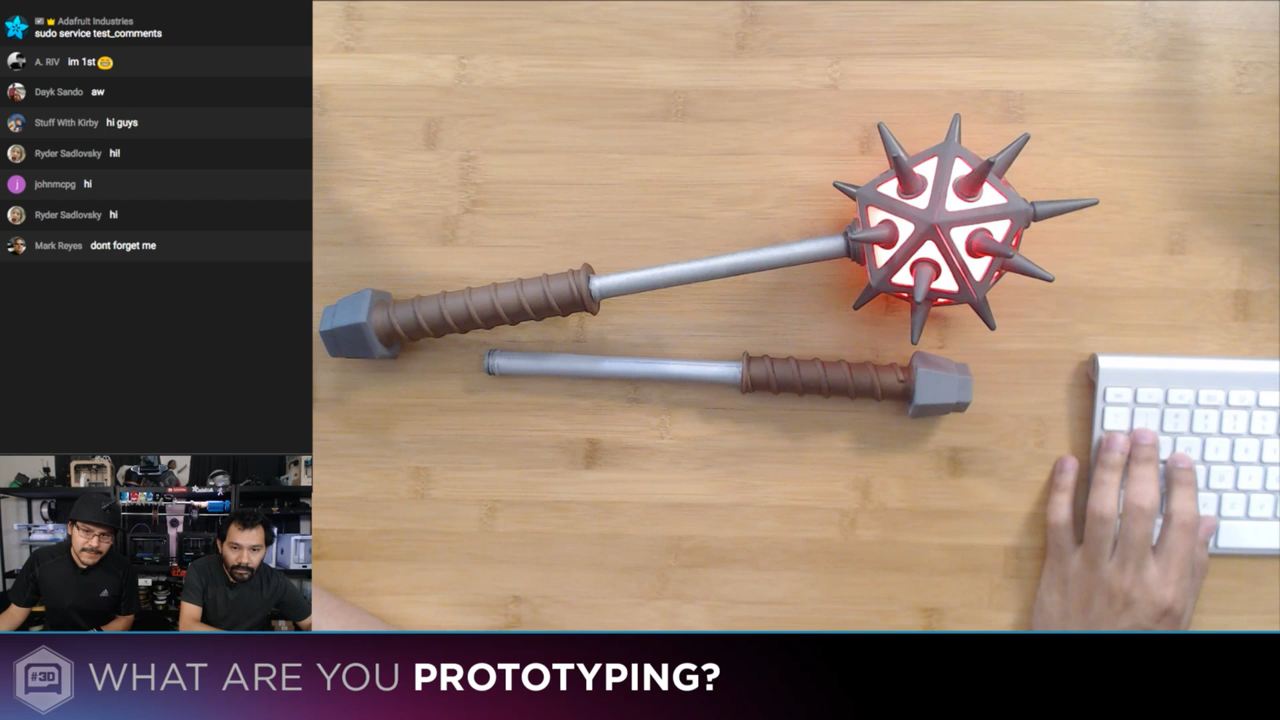 Adafruit Industries
sudo service test_comments
A. RIV im 1st
Dayk Sando aw
Stuff With Kirby hi guys
Ryder Sadlovsky hi!
j
johnmcpg hi
Ryder Sadlovsky hi
Mark Reyes dont forget me
#3D
WHAT ARE YOU PROTOTYPING?